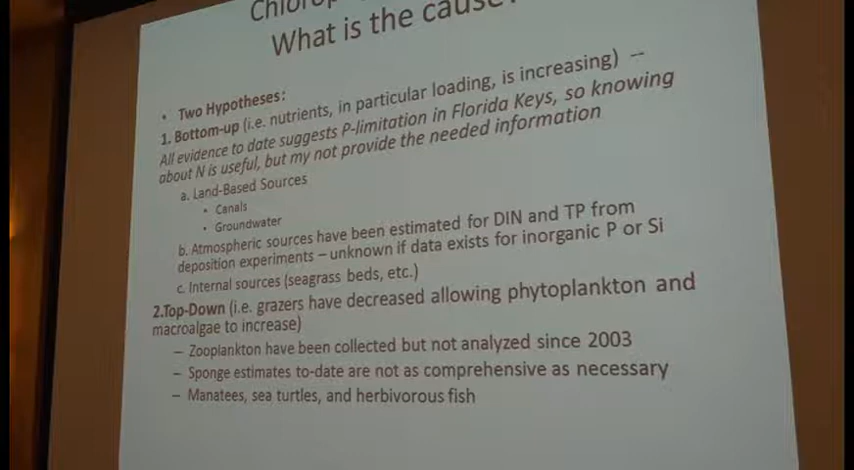 What is the cause?
• Two Hypotheses:
1. Bottom-up (i.e. nutrients, in particular loading, is increasing) –
All evidence to date suggests P-limitation in Florida Keys, so knowing
about N is useful, but my not provide the needed information
a. Land-Based Sources
• Canals
• Groundwater
b. Atmospheric sources have been estimated for DIN and TP from
deposition experiments – unknown if data exists for inorganic P or Si
c. Internal sources (seagrass beds, etc.)
2.Top-Down (i.e. grazers have decreased allowing phytoplankton and
macroalgae to increase)
– Zooplankton have been collected but not analyzed since 2003
– Sponge estimates to-date are not as comprehensive as necessary
– Manatees, sea turtles, and herbivorous fish